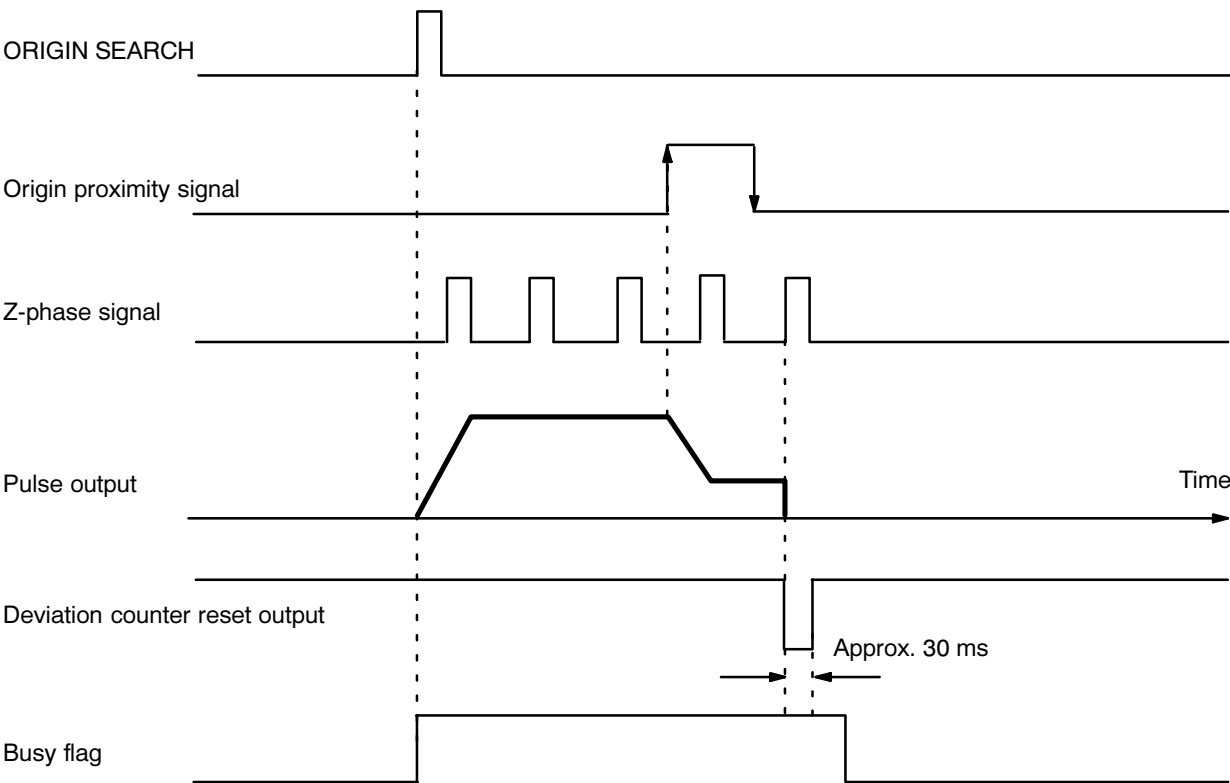 ORIGIN SEARCH
Origin proximity signal
Z-phase signal
Pulse output
Time
Deviation counter reset output
Approx. 30 ms
Busy flag